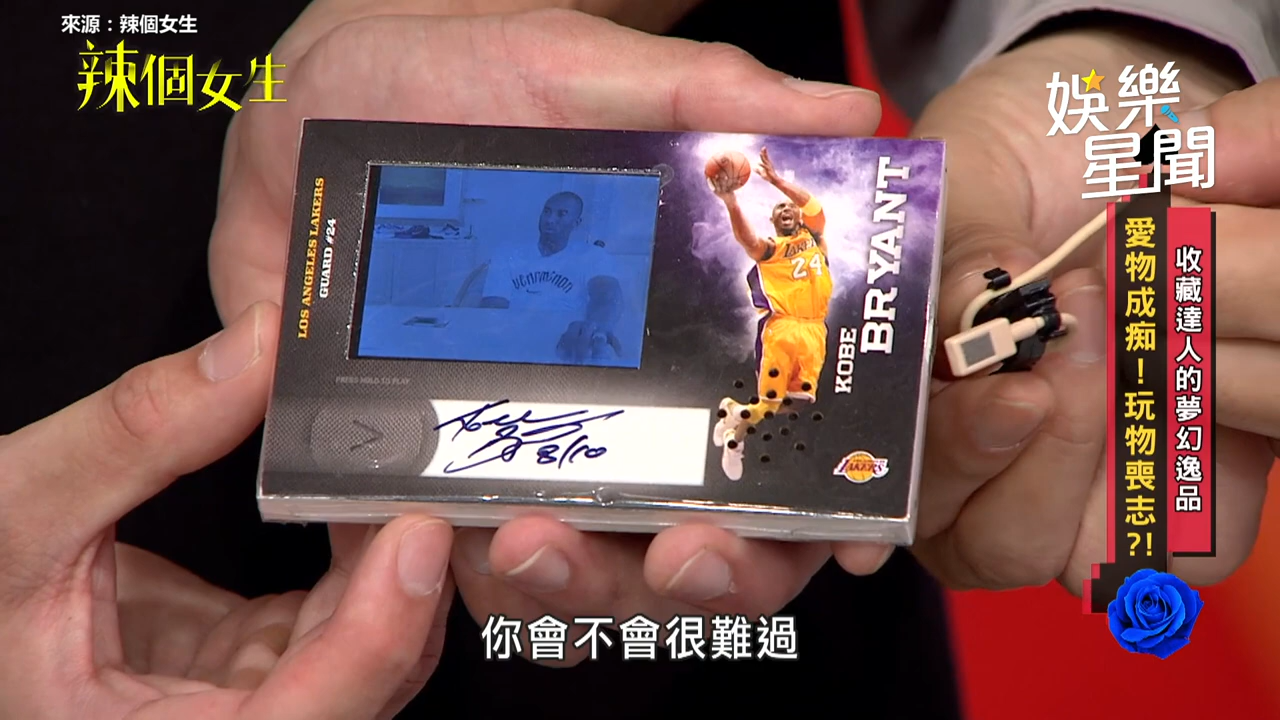 來源：辣個女生
辣個女生
娛樂
星聞
收藏達人的夢幻逸品
愛物成痴！玩物喪志?!
LOS ANGELES LAKERS
GUARD #24
PRESS HOLD TO PLAY
LAKERS
24
KOBE
BRYANT
LAKERS
8/10
你會不會很難過